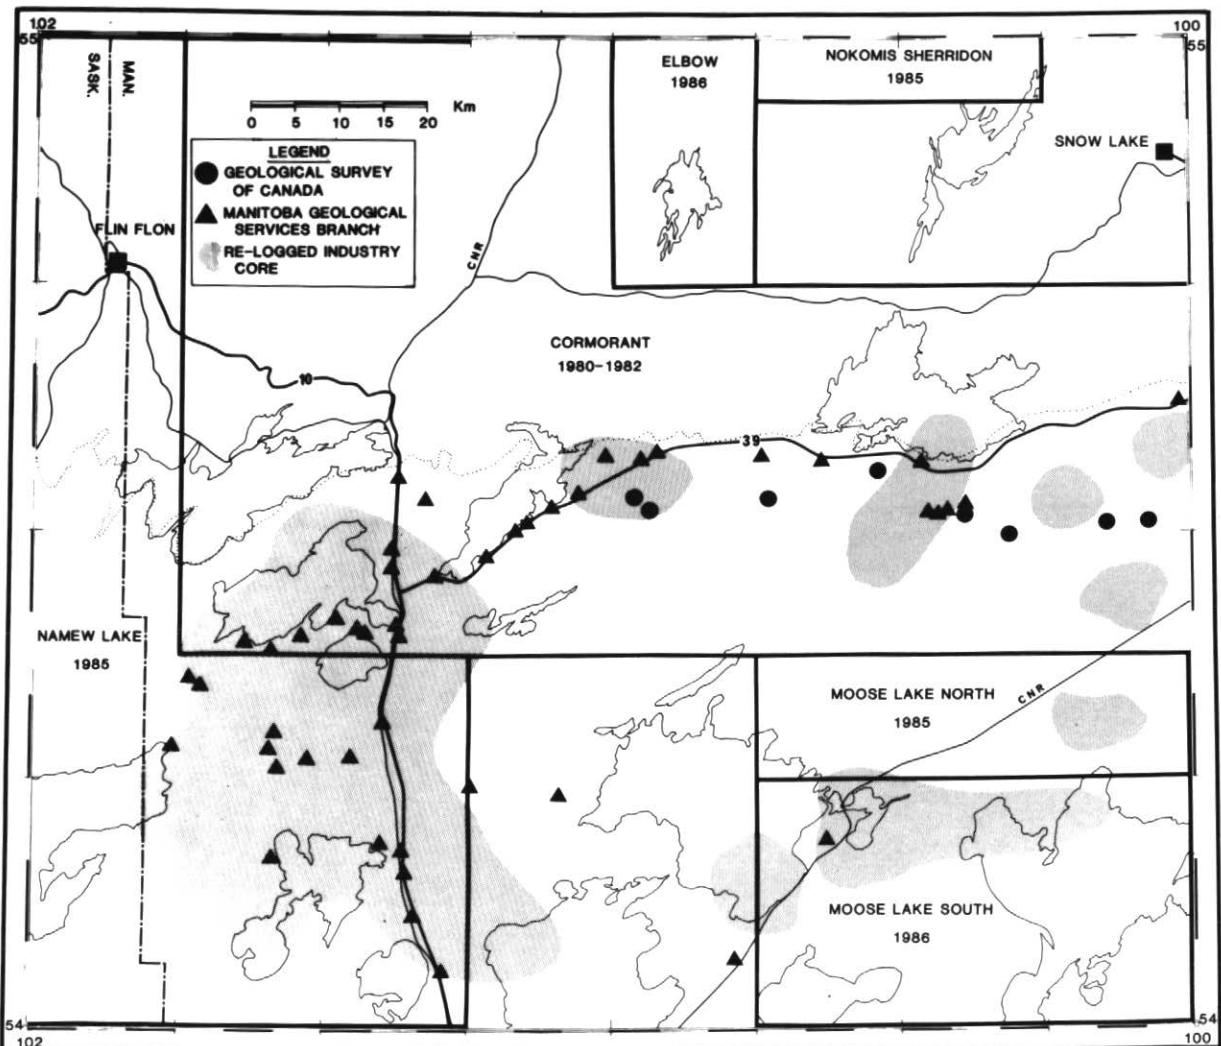 102
100
55
55
SASK.
MAN.
ELBOW
1986
NOKOMIS SHERRIDON
1985
Km
0 5 10 15 20
SNOW LAKE
LEGEND
GEOLOGICAL SURVEY
OF CANADA
MANITOBA GEOLOGICAL
SERVICES BRANCH
RE-LOGGED INDUSTRY
CORE
FLIN FLON
CNR
CORMORANT
1980-1982
10
39
NAMEW LAKE
1985
MOOSE LAKE NORTH
1985
CNR
MOOSE LAKE SOUTH
1986
54
54
102
100